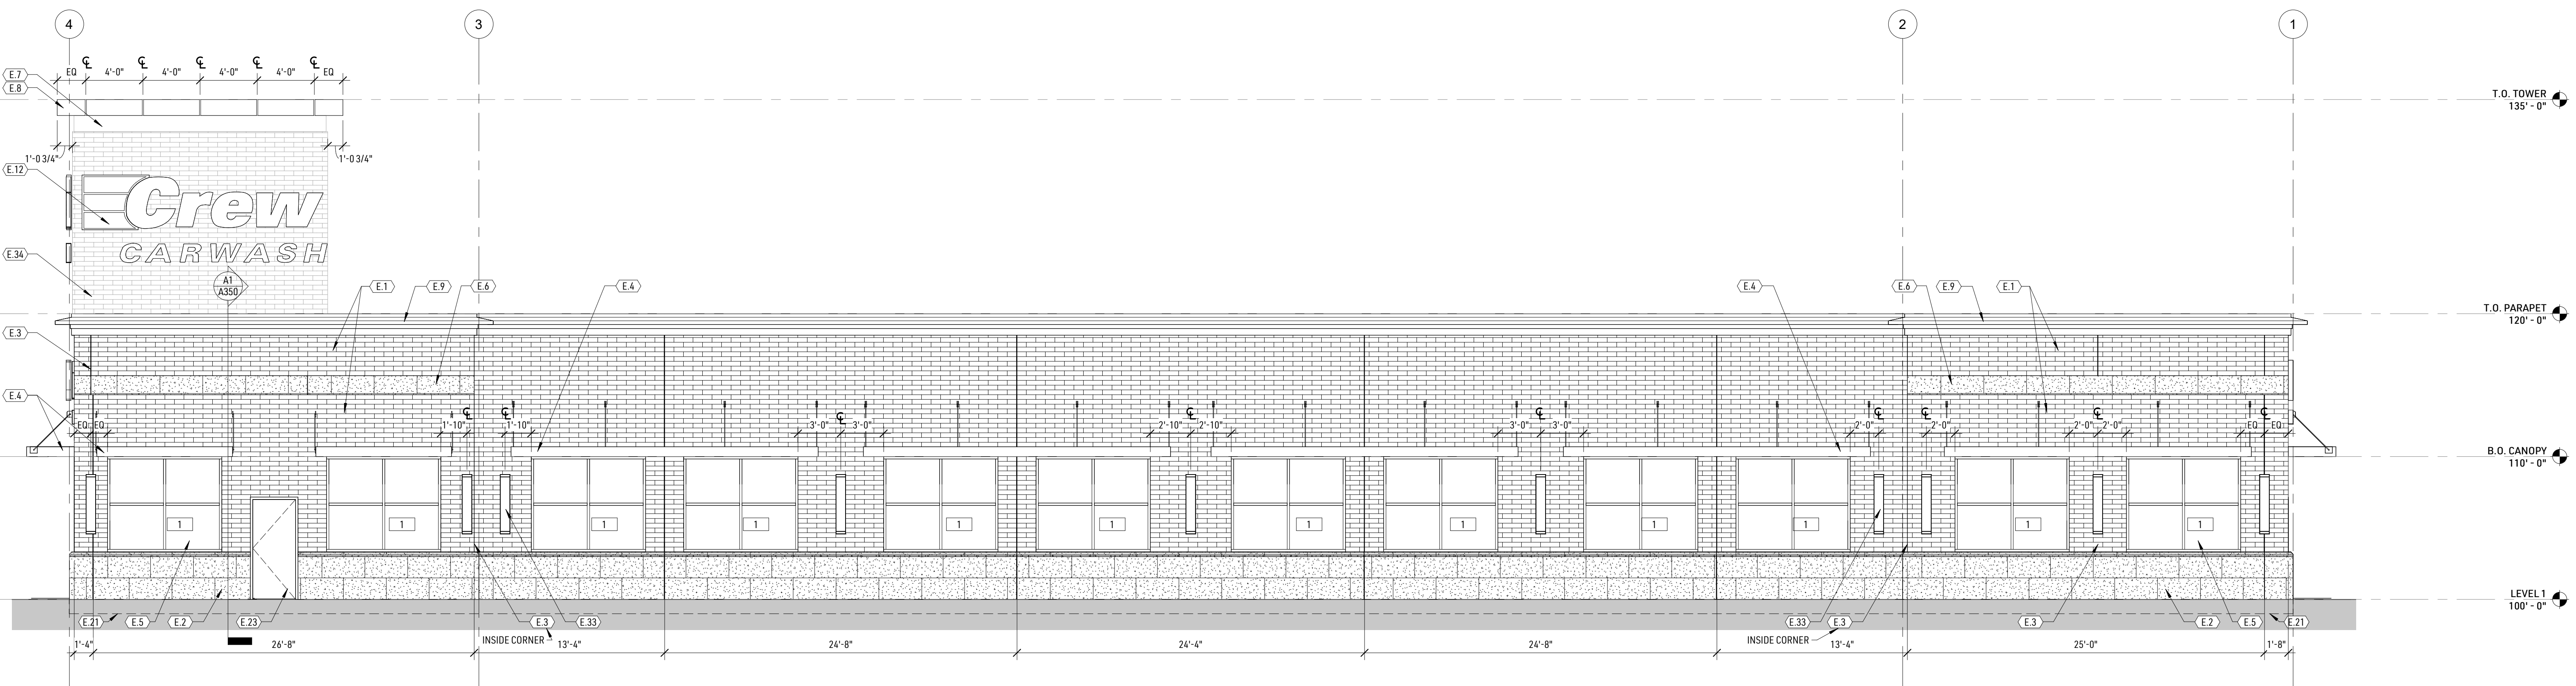 4
3
2
1
EQ
4'-0"
4'-0"
4'-0"
4'-0"
EQ
E.7
E.8
T.O. TOWER
135' - 0"
1'-0 3/4"
1'-0 3/4"
E.12
Crew
CARWASH
E.34
A1
A350
E.1
E.9
E.6
E.4
E.4
E.6
E.9
E.1
T.O. PARAPET
120' - 0"
E.3
E.4
EQ
EQ
1'-10"
1'-10"
3'-0"
3'-0"
2'-10"
2'-10"
3'-0"
3'-0"
2'-0"
2'-0"
2'-0"
2'-0"
EQ
EQ
B.O. CANOPY
110' - 0"
1
1
1
1
1
1
1
1
1
1
1
1
LEVEL 1
100' - 0"
E.21
E.5
E.2
E.23
E.3
E.33
E.33
E.3
E.3
E.2
E.5
E.21
INSIDE CORNER
INSIDE CORNER
1'-4"
26'-8"
13'-4"
24'-8"
24'-4"
24'-8"
13'-4"
25'-0"
1'-8"